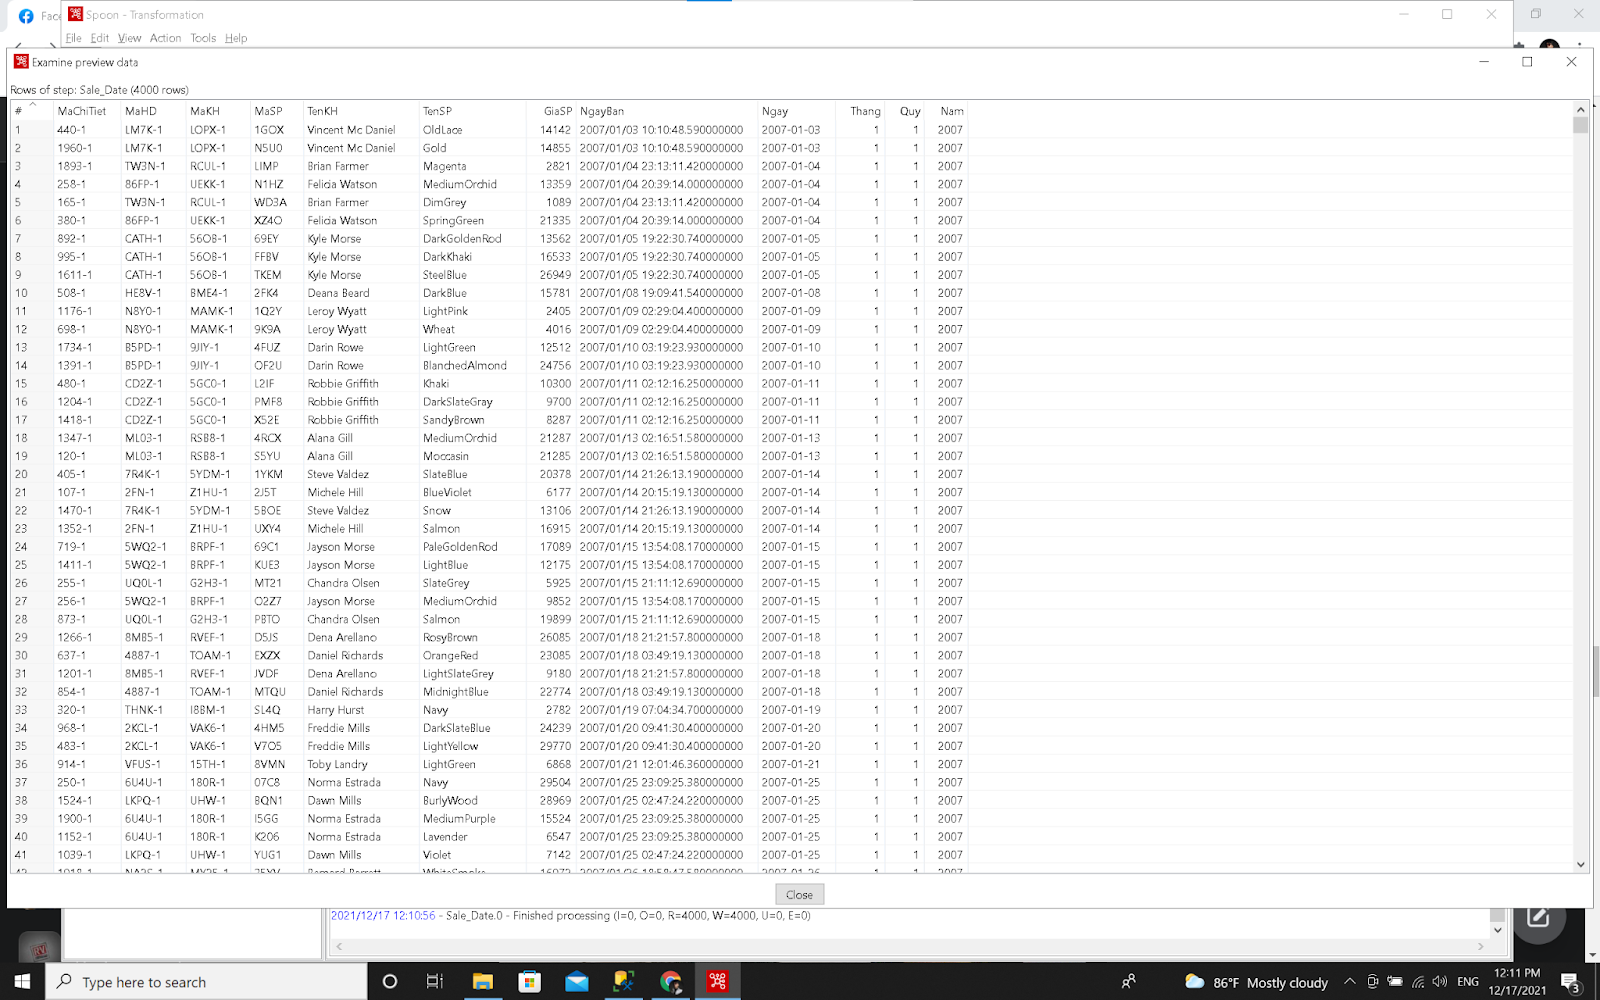 Face
Spoon - Transformation
File Edit View Action Tools Help
Examine preview data
Rows of step: Sale_Date (4000 rows)
# MaChiTiet MaHD MaKH MaSP TenKH TenSP GiaSP NgayBan Ngay Thang Quy Nam
1 440-1 LM7K-1 LOPX-1 1GOX Vincent Mc Daniel OldLace 14142 2007/01/03 10:10:48.590000000 2007-01-03 1 1 2007
2 1960-1 LM7K-1 LOPX-1 N5U0 Vincent Mc Daniel Gold 14855 2007/01/03 10:10:48.590000000 2007-01-03 1 1 2007
3 1893-1 TW3N-1 RCUL-1 LIMP Brian Farmer Magenta 2821 2007/01/04 23:13:11.420000000 2007-01-04 1 1 2007
4 258-1 86FP-1 UEKK-1 N1HZ Felicia Watson MediumOrchid 13359 2007/01/04 20:39:14.000000000 2007-01-04 1 1 2007
5 165-1 TW3N-1 RCUL-1 WD3A Brian Farmer DimGrey 1089 2007/01/04 23:13:11.420000000 2007-01-04 1 1 2007
6 380-1 86FP-1 UEKK-1 XZ4O Felicia Watson SpringGreen 21335 2007/01/04 20:39:14.000000000 2007-01-04 1 1 2007
7 892-1 CATH-1 56OB-1 69EY Kyle Morse DarkGoldenRod 13562 2007/01/05 19:22:30.740000000 2007-01-05 1 1 2007
8 995-1 CATH-1 56OB-1 FFBV Kyle Morse DarkKhaki 16533 2007/01/05 19:22:30.740000000 2007-01-05 1 1 2007
9 1611-1 CATH-1 56OB-1 TKEM Kyle Morse SteelBlue 26949 2007/01/05 19:22:30.740000000 2007-01-05 1 1 2007
10 508-1 HE8V-1 BME4-1 2FK4 Deana Beard DarkBlue 15781 2007/01/08 19:09:41.540000000 2007-01-08 1 1 2007
11 1176-1 N8Y0-1 MAMK-1 1Q2Y Leroy Wyatt LightPink 2405 2007/01/09 02:29:04.400000000 2007-01-09 1 1 2007
12 698-1 N8Y0-1 MAMK-1 9K9A Leroy Wyatt Wheat 4016 2007/01/09 02:29:04.400000000 2007-01-09 1 1 2007
13 1734-1 B5PD-1 9JIY-1 4FUZ Darin Rowe LightGreen 12512 2007/01/10 03:19:23.930000000 2007-01-10 1 1 2007
14 1391-1 B5PD-1 9JIY-1 OF2U Darin Rowe BlanchedAlmond 24756 2007/01/10 03:19:23.930000000 2007-01-10 1 1 2007
15 480-1 CD2Z-1 5GC0-1 L2IF Robbie Griffith Khaki 10300 2007/01/11 02:12:16.250000000 2007-01-11 1 1 2007
16 1204-1 CD2Z-1 5GC0-1 PMF8 Robbie Griffith DarkSlateGray 9700 2007/01/11 02:12:16.250000000 2007-01-11 1 1 2007
17 1418-1 CD2Z-1 5GC0-1 X52E Robbie Griffith SandyBrown 8287 2007/01/11 02:12:16.250000000 2007-01-11 1 1 2007
18 1347-1 ML03-1 RSB8-1 4RCX Alana Gill MediumOrchid 21287 2007/01/13 02:16:51.580000000 2007-01-13 1 1 2007
19 120-1 ML03-1 RSB8-1 S5YU Alana Gill Moccasin 21285 2007/01/13 02:16:51.580000000 2007-01-13 1 1 2007
20 405-1 7R4K-1 5YDM-1 1YKM Steve Valdez SlateBlue 20378 2007/01/14 21:26:13.190000000 2007-01-14 1 1 2007
21 107-1 2FN-1 Z1HU-1 2J5T Michele Hill BlueViolet 6177 2007/01/14 20:15:19.130000000 2007-01-14 1 1 2007
22 1470-1 7R4K-1 5YDM-1 5BOE Steve Valdez Snow 13106 2007/01/14 21:26:13.190000000 2007-01-14 1 1 2007
23 1352-1 2FN-1 Z1HU-1 UXY4 Michele Hill Salmon 16915 2007/01/14 20:15:19.130000000 2007-01-14 1 1 2007
24 719-1 5WQ2-1 BRPF-1 69C1 Jayson Morse PaleGoldenRod 17089 2007/01/15 13:54:08.170000000 2007-01-15 1 1 2007
25 1411-1 5WQ2-1 BRPF-1 KUE3 Jayson Morse LightBlue 12175 2007/01/15 13:54:08.170000000 2007-01-15 1 1 2007
26 255-1 UQ0L-1 G2H3-1 MT21 Chandra Olsen SlateGrey 5925 2007/01/15 21:11:12.690000000 2007-01-15 1 1 2007
27 256-1 5WQ2-1 BRPF-1 O2Z7 Jayson Morse MediumOrchid 9852 2007/01/15 13:54:08.170000000 2007-01-15 1 1 2007
28 873-1 UQ0L-1 G2H3-1 PBTO Chandra Olsen Salmon 19899 2007/01/15 21:11:12.690000000 2007-01-15 1 1 2007
29 1266-1 8MB5-1 RVEF-1 D5JS Dena Arellano RosyBrown 26085 2007/01/18 21:21:57.800000000 2007-01-18 1 1 2007
30 637-1 4887-1 TOAM-1 EXZX Daniel Richards OrangeRed 23085 2007/01/18 03:49:19.130000000 2007-01-18 1 1 2007
31 1201-1 8MB5-1 RVEF-1 JVDF Dena Arellano LightSlateGrey 9180 2007/01/18 21:21:57.800000000 2007-01-18 1 1 2007
32 854-1 4887-1 TOAM-1 MTQU Daniel Richards MidnightBlue 22774 2007/01/18 03:49:19.130000000 2007-01-18 1 1 2007
33 320-1 THNK-1 I8BM-1 SL4Q Harry Hurst Navy 2782 2007/01/19 07:04:34.700000000 2007-01-19 1 1 2007
34 968-1 2KCL-1 VAK6-1 4HM5 Freddie Mills DarkSlateBlue 24239 2007/01/20 09:41:30.400000000 2007-01-20 1 1 2007
35 483-1 2KCL-1 VAK6-1 V7O5 Freddie Mills LightYellow 29770 2007/01/20 09:41:30.400000000 2007-01-20 1 1 2007
36 914-1 VFUS-1 15TH-1 8VMN Toby Landry LightGreen 6868 2007/01/21 12:01:46.360000000 2007-01-21 1 1 2007
37 250-1 6U4U-1 180R-1 07C8 Norma Estrada Navy 29504 2007/01/25 23:09:25.380000000 2007-01-25 1 1 2007
38 1524-1 LKPQ-1 UHW-1 BQN1 Dawn Mills BurlyWood 28969 2007/01/25 02:47:24.220000000 2007-01-25 1 1 2007
39 1900-1 6U4U-1 180R-1 I5GG Norma Estrada MediumPurple 15524 2007/01/25 23:09:25.380000000 2007-01-25 1 1 2007
40 1152-1 6U4U-1 180R-1 K206 Norma Estrada Lavender 6547 2007/01/25 23:09:25.380000000 2007-01-25 1 1 2007
41 1039-1 LKPQ-1 UHW-1 YUG1 Dawn Mills Violet 7142 2007/01/25 02:47:24.220000000 2007-01-25 1 1 2007
Close
2021/12/17 12:10:56 - Sale_Date.0 - Finished processing (I=0, O=0, R=4000, W=4000, U=0, E=0)
Type here to search
86°F Mostly cloudy
ENG
12:11 PM
12/17/2021
3